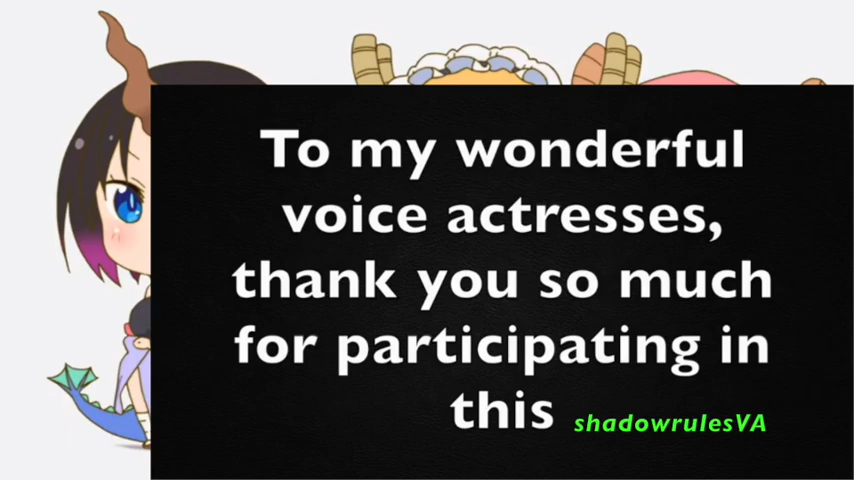 To my wonderful
voice actresses,
thank you so much
for participating in
this
shadowrulesVA